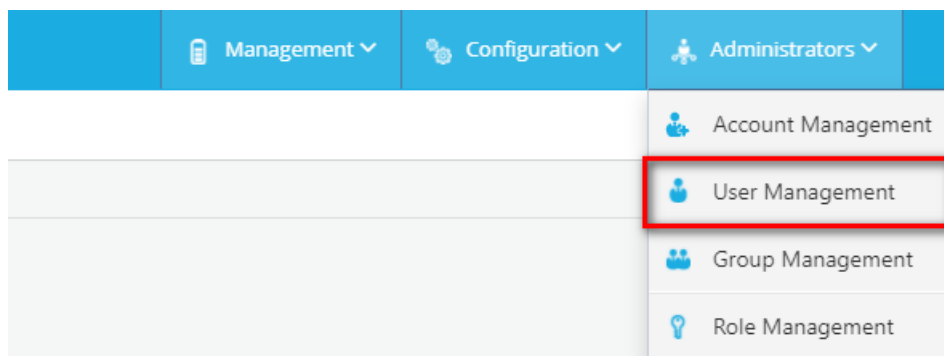 Management
Configuration
Administrators
Account Management
User Management
Group Management
Role Management